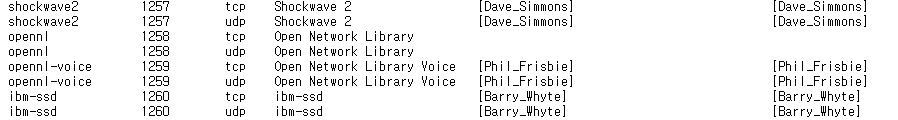 shockwave2 1257 tcp Shockwave 2 [Dave_Simmons] [Dave_Simmons]
shockwave2 1257 udp Shockwave 2 [Dave_Simmons] [Dave_Simmons]
opennl 1258 tcp Open Network Library
opennl 1258 udp Open Network Library
opennl-voice 1259 tcp Open Network Library Voice [Phil_Frisbie] [Phil_Frisbie]
opennl-voice 1259 udp Open Network Library Voice [Phil_Frisbie] [Phil_Frisbie]
ibm-ssd 1260 tcp ibm-ssd [Barry_Whyte] [Barry_Whyte]
ibm-ssd 1260 udp ibm-ssd [Barry_Whyte] [Barry_Whyte]